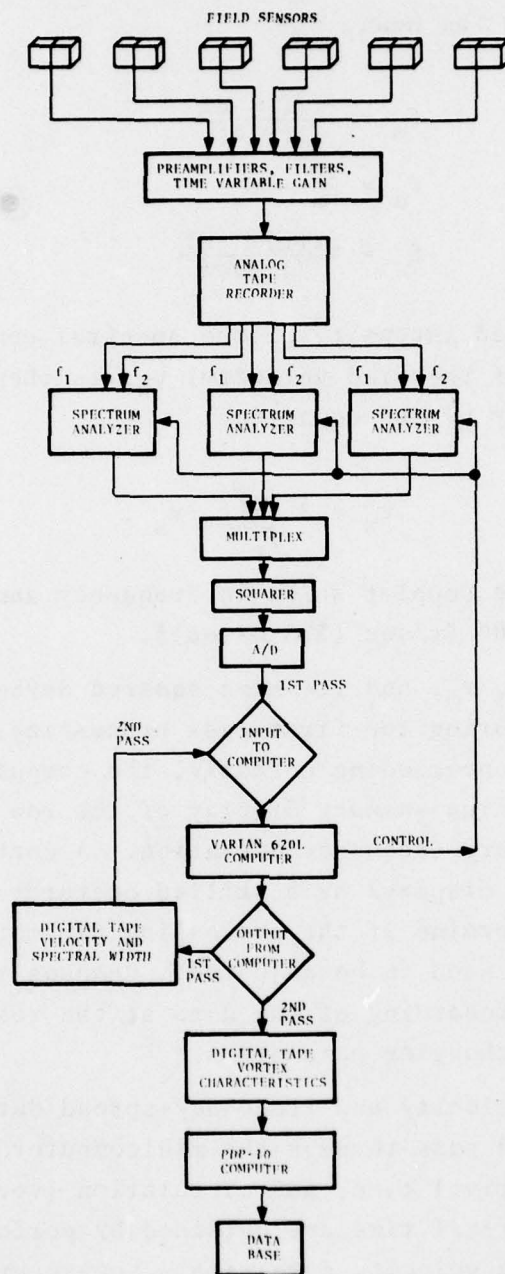 FIELD SENSORS
PREAMPLIFIERS, FILTERS,
TIME VARIABLE GAIN
ANALOG
TAPE
RECORDER
f1 f2 f1 f2 f1 f2
SPECTRUM
ANALYZER
SPECTRUM
ANALYZER
SPECTRUM
ANALYZER
MULTIPLEX
SQUARER
A/D
1ST PASS
2ND
PASS
INPUT
TO
COMPUTER
VARIAN 620L
COMPUTER
CONTROL
DIGITAL TAPE
VELOCITY AND
SPECTRAL WIDTH
1ST
PASS
OUTPUT
FROM
COMPUTER
2ND
PASS
DIGITAL TAPE
VORTEX
CHARACTERISTICS
PDP-10
COMPUTER
DATA
BASE